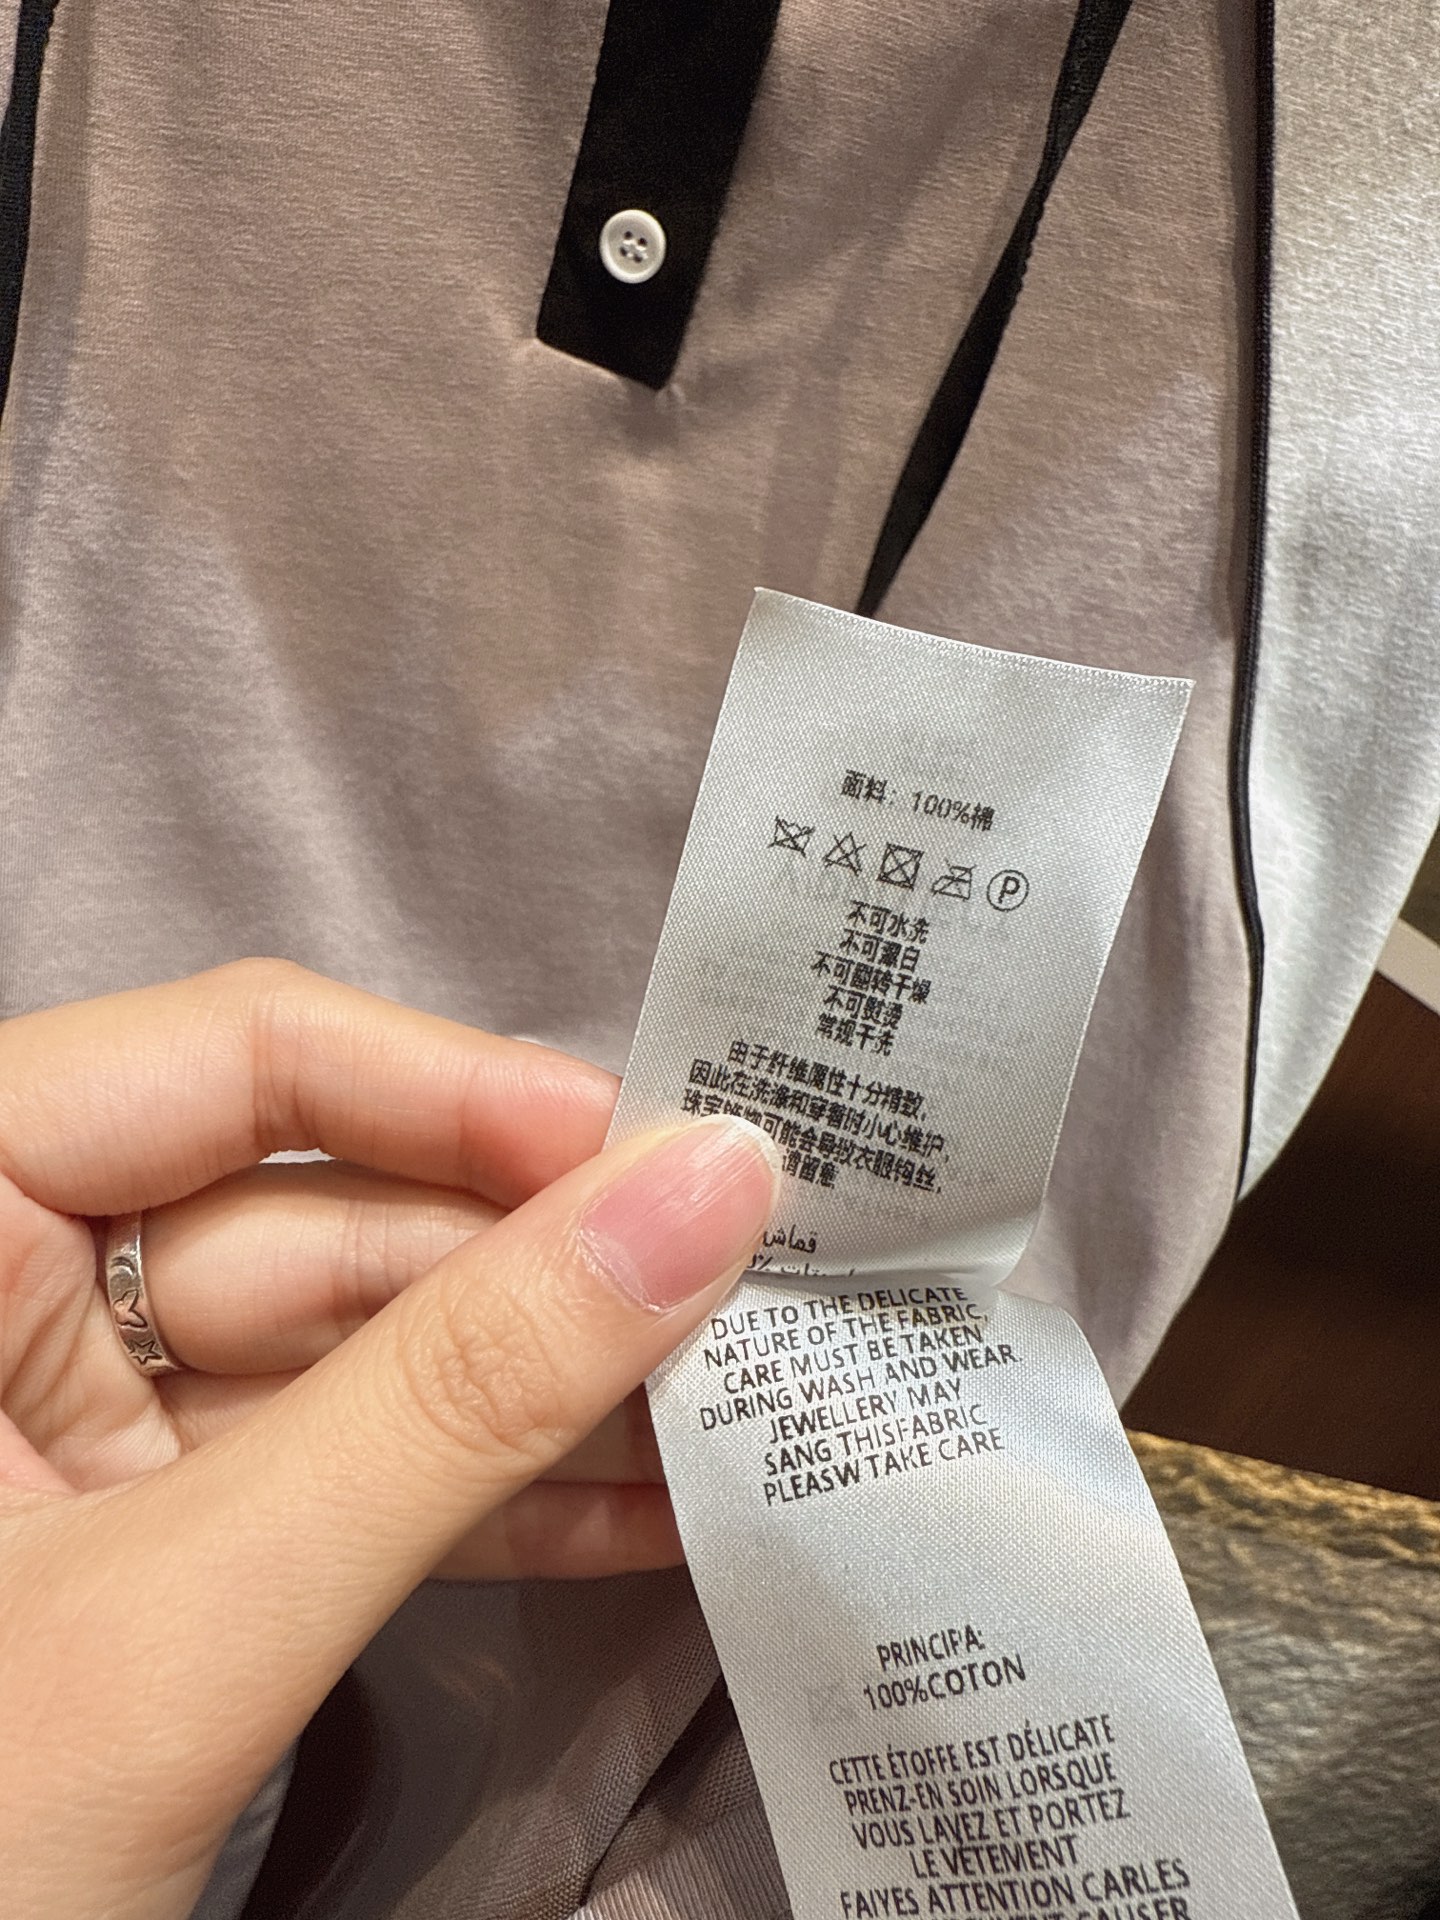 面料：100%棉
P
不可水洗
不可漂白
不可翻转干燥
不可熨烫
常规干洗
由于纤维属性十分精致,
因此在洗涤和穿着时小心维护,
珠宝饰物可能会导致衣服钩丝,
请留意
قماش
DUE TO THE DELICATE
NATURE OF THE FABRIC,
CARE MUST BE TAKEN
DURING WASH AND WEAR.
JEWELLERY MAY
SANG THISFABRIC
PLEASW TAKE CARE
PRINCIPA:
100%COTON
CETTE ÉTOFFE EST DÉLICATE
PRENZ-EN SOIN LORSQUE
VOUS LAVEZ ET PORTEZ
LE VÊTEMENT
FAIYES ATTENTION CARLES
CAUSER